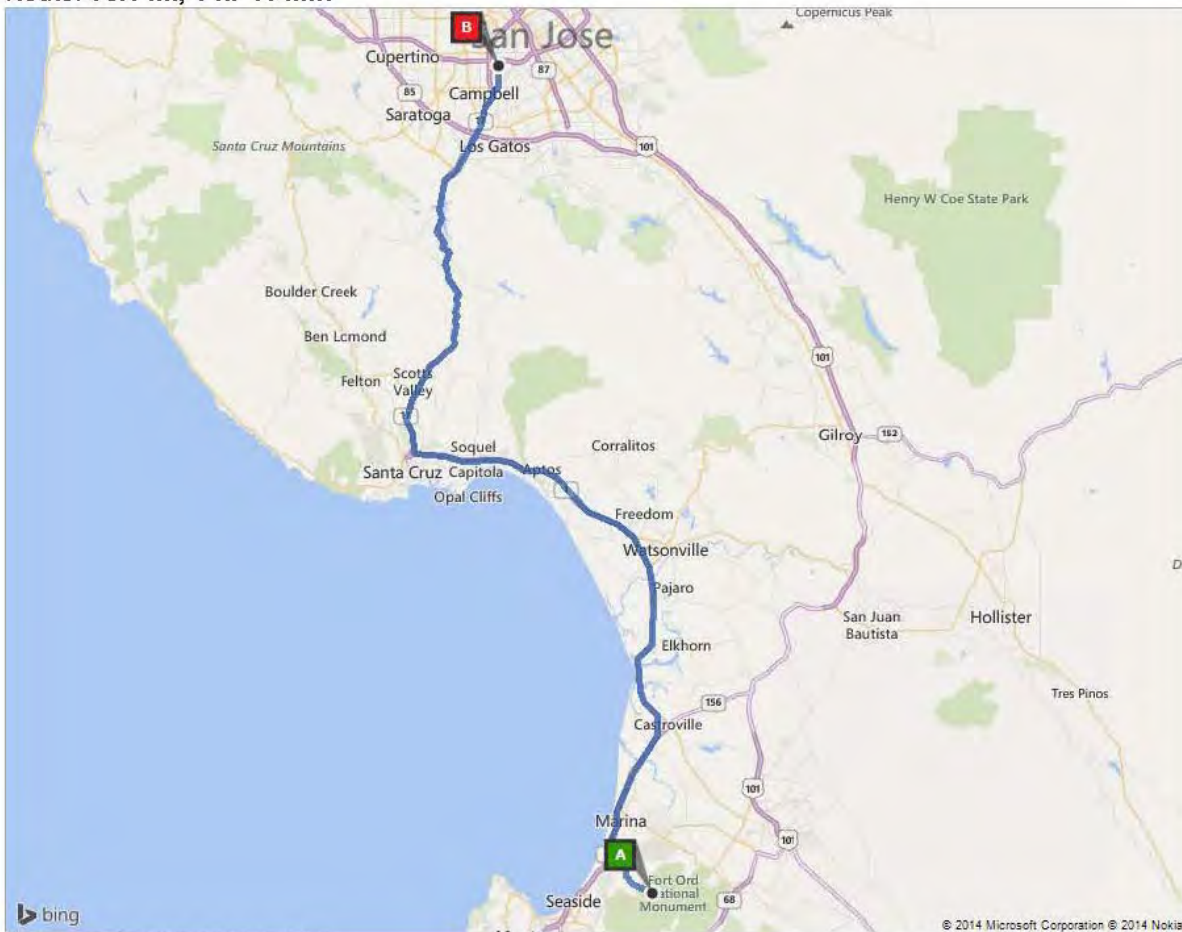 Copernicus Peak
B
San Jose
Cupertino
87
85
Campbell
Saratoga
17
Los Gatos
101
Santa Cruz Mountains
Henry W Coe State Park
Boulder Creek
Ben Lomond
101
Scotts
Valley
Felton
Gilroy
152
Soquel
Corralitos
Santa Cruz
Capitola
Aptos
1
Opal Cliffs
Freedom
Watsonville
D
Pajaro
San Juan
Bautista
Hollister
Elkhorn
Tres Pinos
156
Castroville
101
Marina
101
A
Fort Ord
National
Monument
Seaside
68
bing
© 2014 Microsoft Corporation © 2014 Nokia